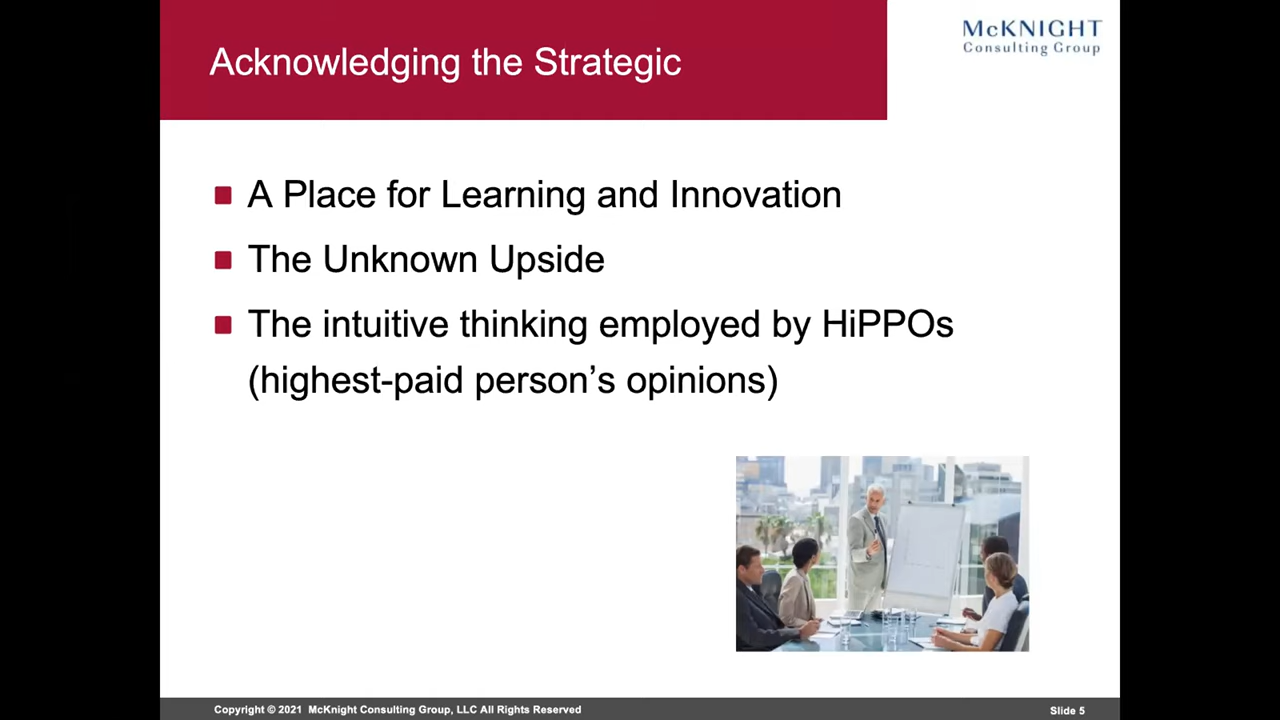 Acknowledging the Strategic
McKNIGHT
Consulting Group
A Place for Learning and Innovation
The Unknown Upside
The intuitive thinking employed by HiPPOs
(highest-paid person’s opinions)
Copyright © 2021 McKnight Consulting Group, LLC All Rights Reserved
Slide 5